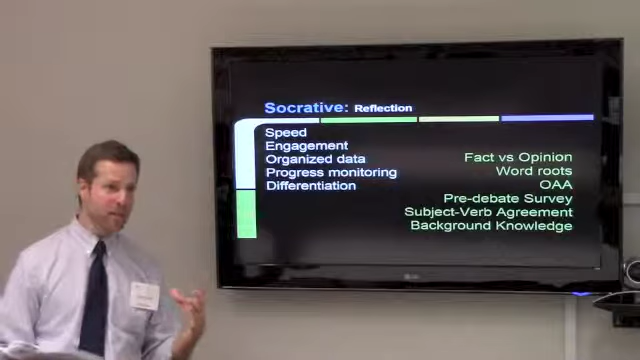 Socrative: Reflection
Speed
Engagement
Organized data
Progress monitoring
Differentiation
Fact vs Opinion
Word roots
OAA
Pre-debate Survey
Subject-Verb Agreement
Background Knowledge
LG